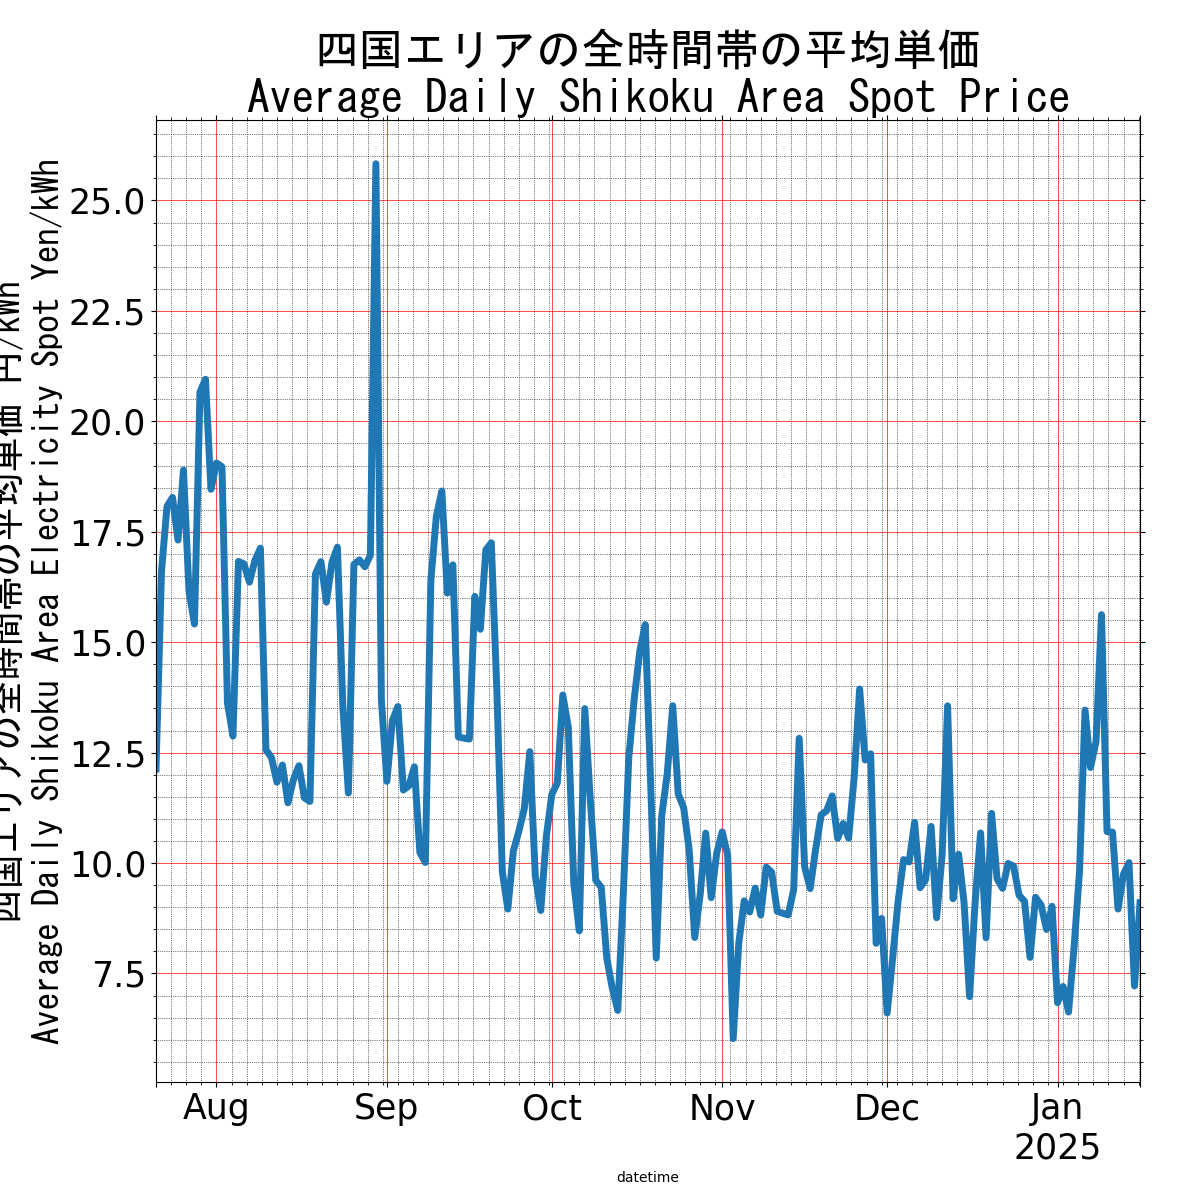 四国エリアの全時間帯の平均単価
Average Daily Shikoku Area Spot Price
四国エリアの全時間帯の平均単価 円/kWh
Average Daily Shikoku Area Electricity Spot Yen/kWh
25.0
22.5
20.0
17.5
15.0
12.5
10.0
7.5
Aug Sep Oct Nov Dec Jan
2025
datetime